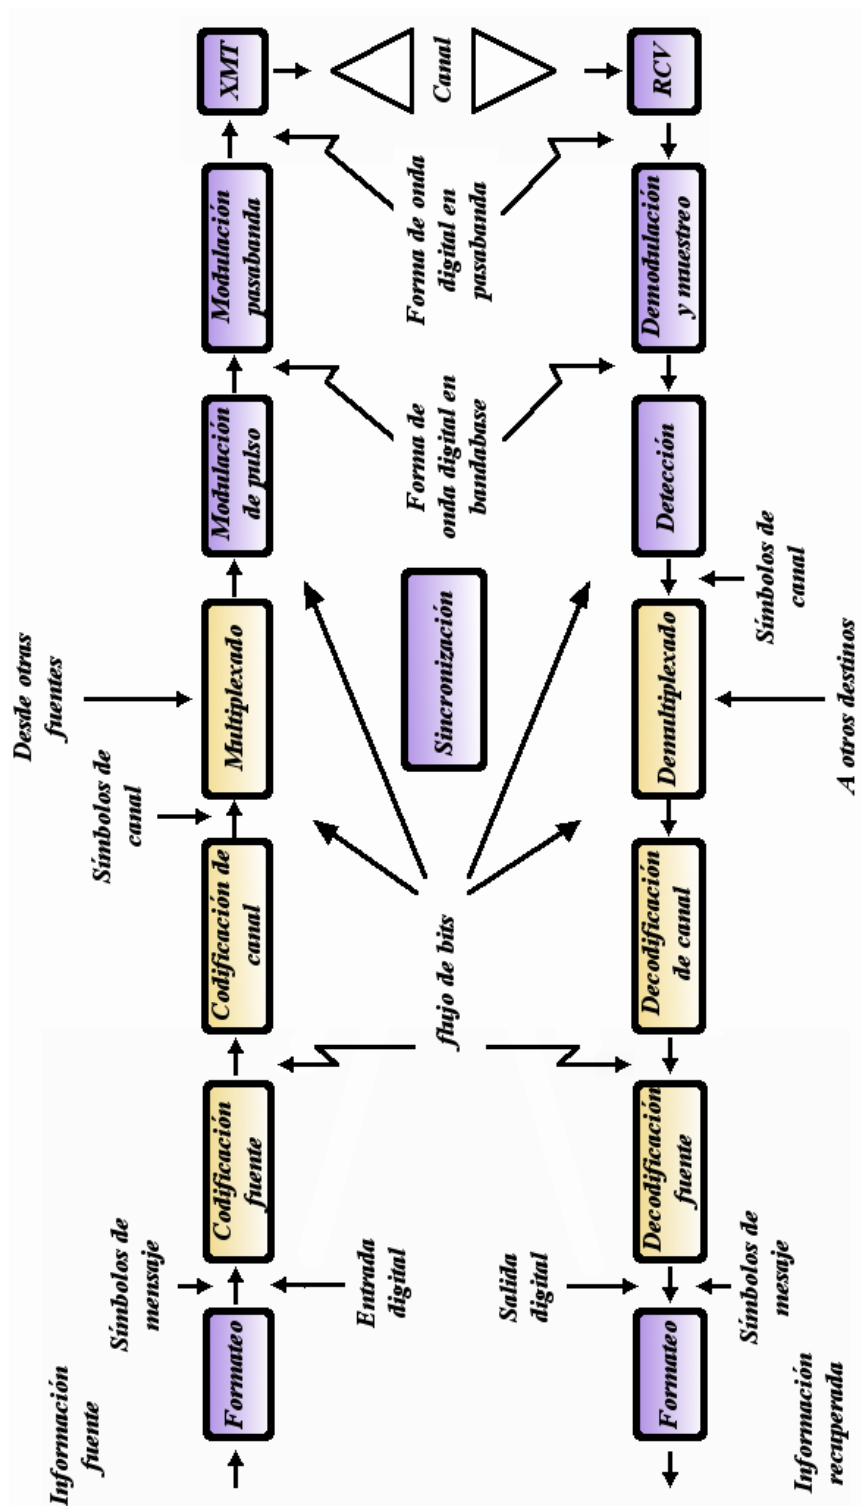 Información
fuente
Símbolos de
mensaje
Símbolos de
canal
Desde otras
fuentes
Formateo
Codificación
fuente
Codificación de
canal
Multiplexado
Modulación
de pulso
Modulación
pasabanda
XMT
Entrada
digital
flujo de bits
Sincronización
Forma de
onda digital en
bandabase
Forma de onda
digital en
pasabanda
Canal
Salida
digital
Formateo
Decodificación
fuente
Decodificación
de canal
Demultiplexado
Detección
Demodulación
y muestreo
RCV
Información
recuperada
Símbolos de
mesaje
A otros destinos
Símbolos de
canal